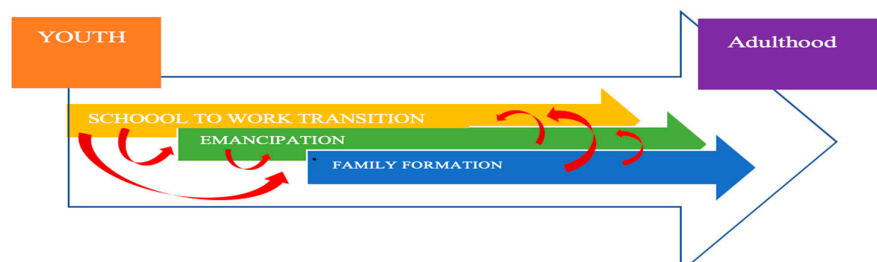 YOUTH
Adulthood
SCHOOOL TO WORK TRANSITION
EMANCIPATION
FAMILY FORMATION